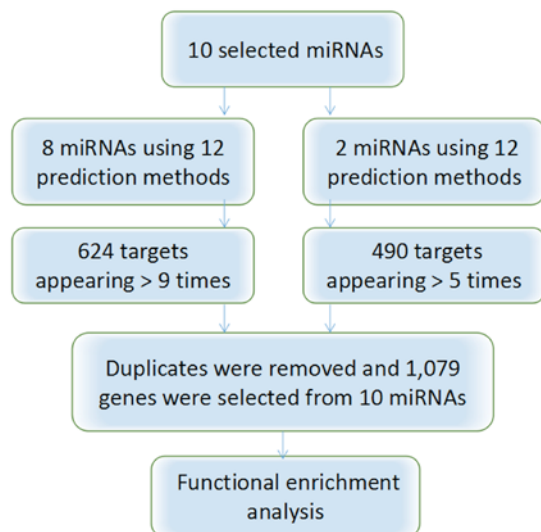 10 selected miRNAs
8 miRNAs using 12
prediction methods
2 miRNAs using 12
prediction methods
624 targets
appearing > 9 times
490 targets
appearing > 5 times
Duplicates were removed and 1,079
genes were selected from 10 miRNAs
Functional enrichment
analysis